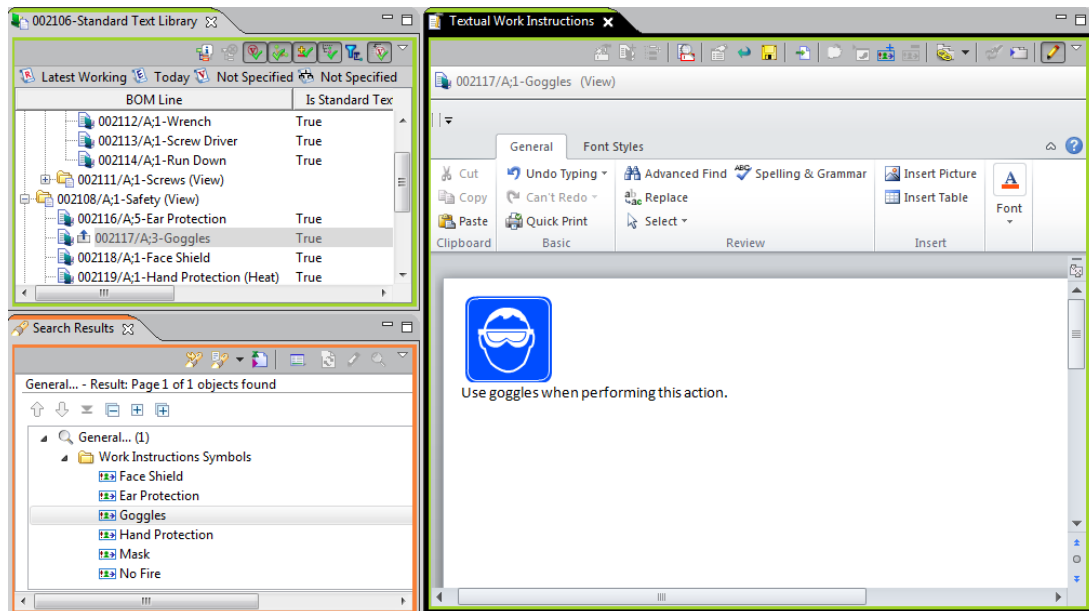 002106-Standard Text Library
Latest Working Today Not Specified Not Specified
BOM Line Is Standard Tex
002112/A;1-Wrench True
002113/A;1-Screw Driver True
002114/A;1-Run Down True
002111/A;1-Screws (View)
002108/A;1-Safety (View)
002116/A;5-Ear Protection True
002117/A;3-Goggles True
002118/A;1-Face Shield True
002119/A;1-Hand Protection (Heat) True
Search Results
General... - Result: Page 1 of 1 objects found
General... (1)
Work Instructions Symbols
Face Shield
Ear Protection
Goggles
Hand Protection
Mask
No Fire
Textual Work Instructions
002117/A;1-Goggles (View)
General Font Styles
Cut Undo Typing Advanced Find Spelling & Grammar Insert Picture
Copy Can't Redo Replace Insert Table
Paste Quick Print Select Font
Clipboard Basic Review Insert
Use goggles when performing this action.